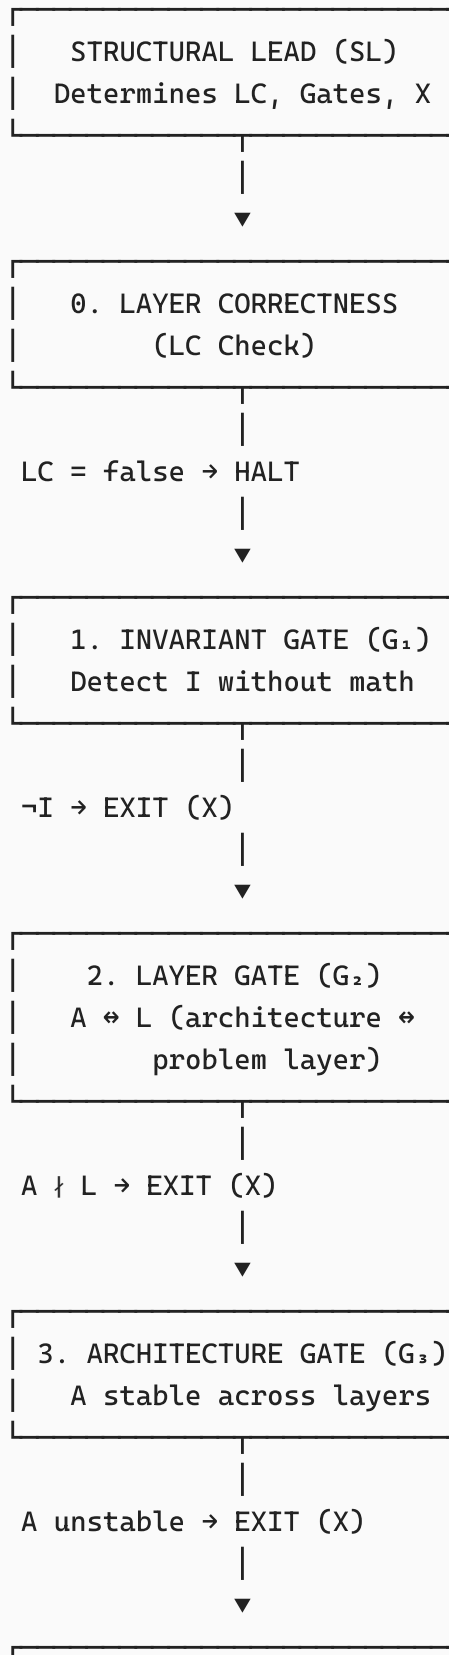 STRUCTURAL LEAD (SL)
Determines LC, Gates, X
0. LAYER CORRECTNESS
(LC Check)
LC = false → HALT
1. INVARIANT GATE (G₁)
Detect I without math
¬I → EXIT (X)
2. LAYER GATE (G₂)
A ↔ L (architecture ↔
problem layer)
A ∤ L → EXIT (X)
3. ARCHITECTURE GATE (G₃)
A stable across layers
A unstable → EXIT (X)